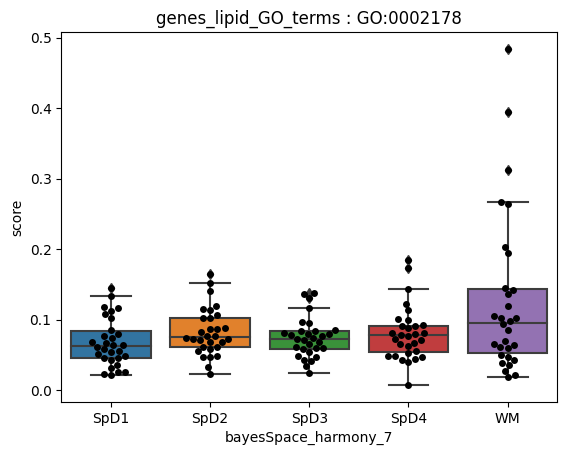 genes_lipid_GO_terms : GO:0002178
0.5
0.4
0.3
0.2
0.1
0.0
score
SpD1 SpD2 SpD3 SpD4 WM
bayesSpace_harmony_7